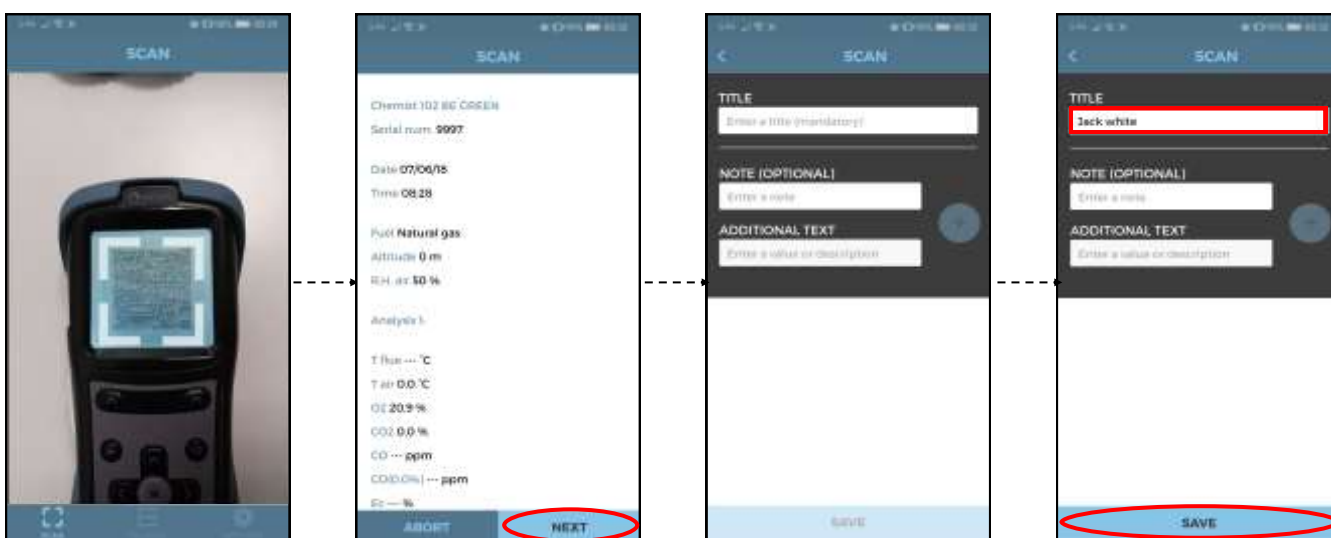 SCAN
SCAN
Chemist 102 BE GREEN
Serial num. 9997
Date 07/06/18
Time 08:28
Fuel Natural gas
Altitude 0 m
R.H. air 50 %
Analysis 1:
T flue --- °C
T air 0.0 °C
O2 20.9 %
CO2 0.0 %
CO --- ppm
CO(0.0%) --- ppm
ABORT
NEXT
SCAN
TITLE
Enter a title (mandatory)
NOTE (OPTIONAL)
Enter a note
ADDITIONAL TEXT
Enter a value or description
SAVE
SCAN
TITLE
Jack white
NOTE (OPTIONAL)
Enter a note
ADDITIONAL TEXT
Enter a value or description
SAVE